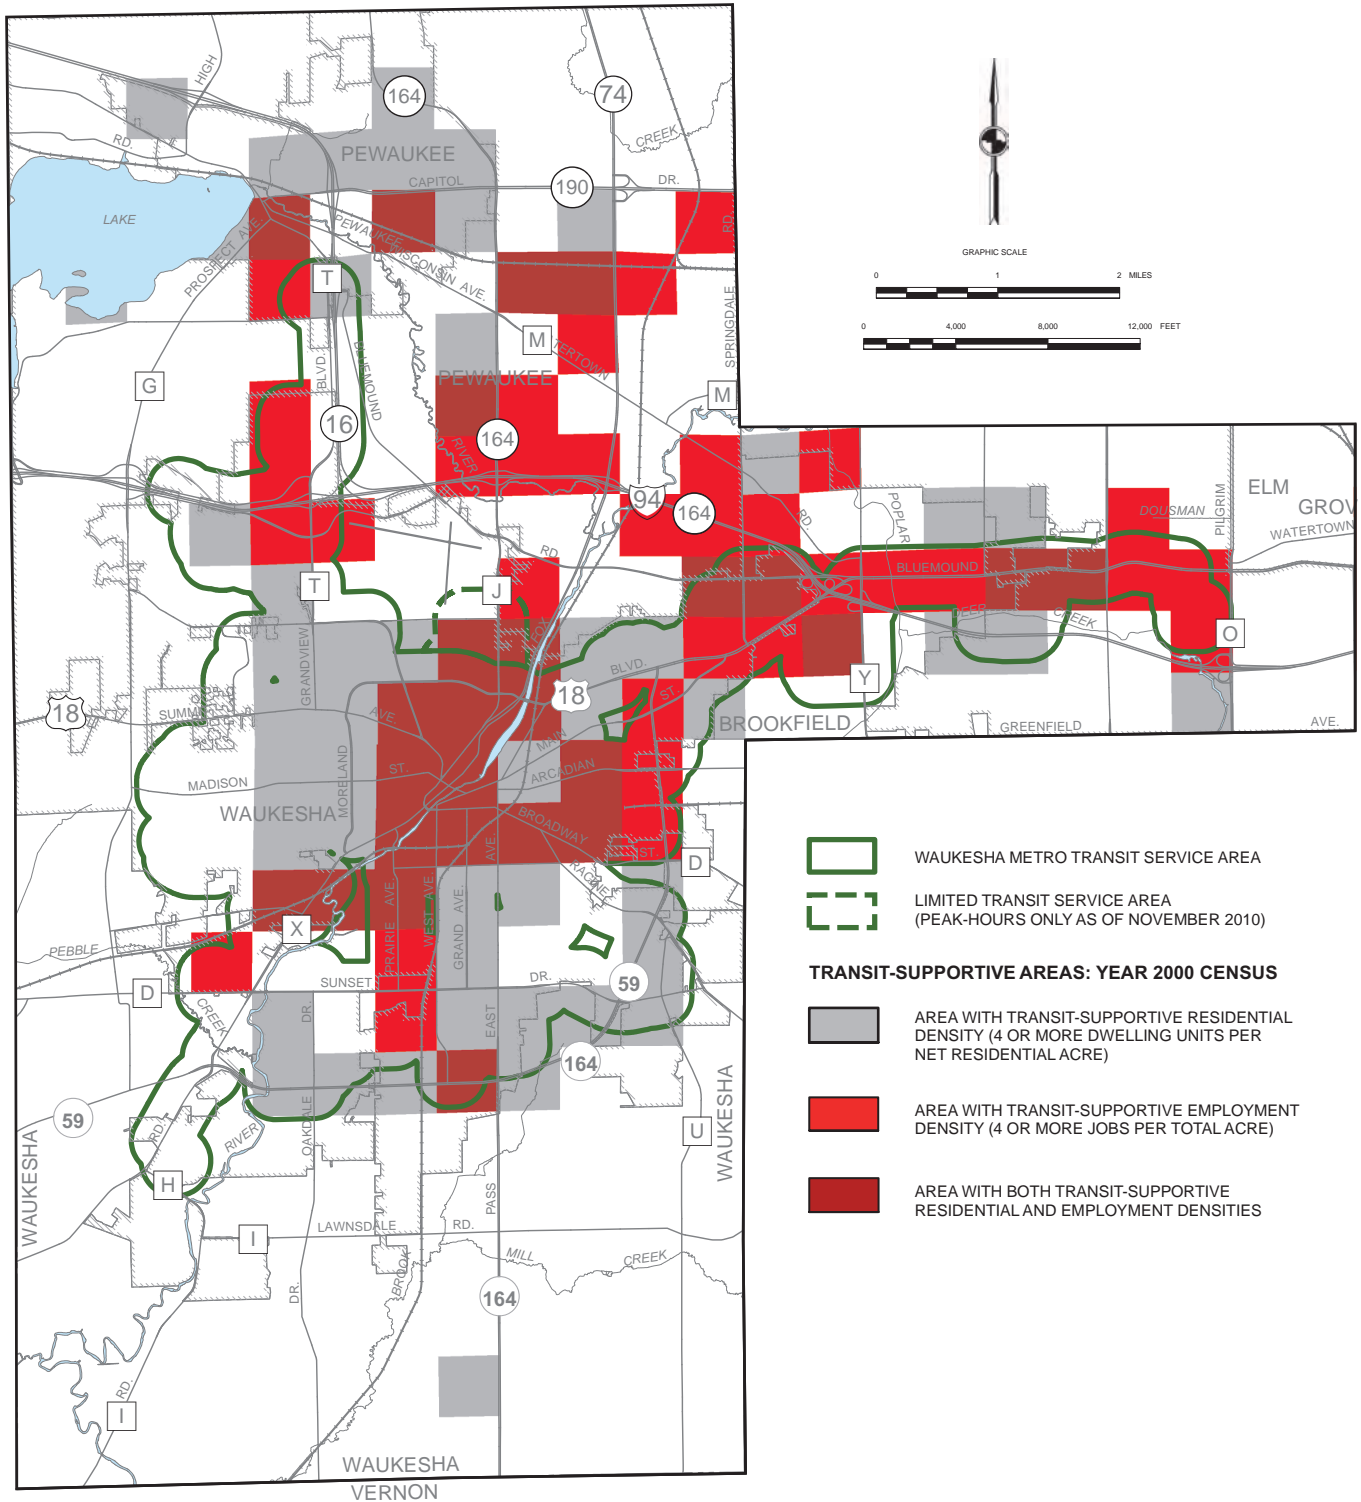 HIGH
RD.
164
74
CREEK
PEWAUKEE
CAPITOL
190
DR.
LAKE
PROSPECT AVE.
PEWAUKEE
WISCONSIN AVE.
RD.
T
M
SPRINGDALE
TERTOWN
G
BLVD.
BLUEMOUND
PEWAUKEE
M
16
164
RIVER
94
164
RD.
POPLAR
DOUSMAN
PILGRIM
ELM
GROV
WATERTOWN
RD.
BLUEMOUND
T
J
DEER
CREEK
O
FOX
GRANDVIEW
BLVD.
18
18
SUMMI
AVE.
ST.
Y
BROOKFIELD
GREENFIELD
AVE.
MAIN
MADISON
ST.
ARCADIAN
MORELAND
WAUKESHA
BROADWAY
AVE.
ST.
D
RACINE
PRAIRIE AVE.
WEST AVE.
GRAND AVE.
X
PEBBLE
D
SUNSET
DR.
59
CREEK
DR.
EAST
164
59
OAKDALE
RD.
RIVER
U
WAUKESHA
WAUKESHA
H
PASS
I
LAWNSDALE
RD.
MILL
CREEK
DR.
BROOK
164
RD.
I
WAUKESHA
VERNON
GRAPHIC SCALE
0 1 2 MILES
0 4,000 8,000 12,000 FEET
WAUKESHA METRO TRANSIT SERVICE AREA
LIMITED TRANSIT SERVICE AREA
(PEAK-HOURS ONLY AS OF NOVEMBER 2010)
TRANSIT-SUPPORTIVE AREAS: YEAR 2000 CENSUS
AREA WITH TRANSIT-SUPPORTIVE RESIDENTIAL
DENSITY (4 OR MORE DWELLING UNITS PER
NET RESIDENTIAL ACRE)
AREA WITH TRANSIT-SUPPORTIVE EMPLOYMENT
DENSITY (4 OR MORE JOBS PER TOTAL ACRE)
AREA WITH BOTH TRANSIT-SUPPORTIVE
RESIDENTIAL AND EMPLOYMENT DENSITIES